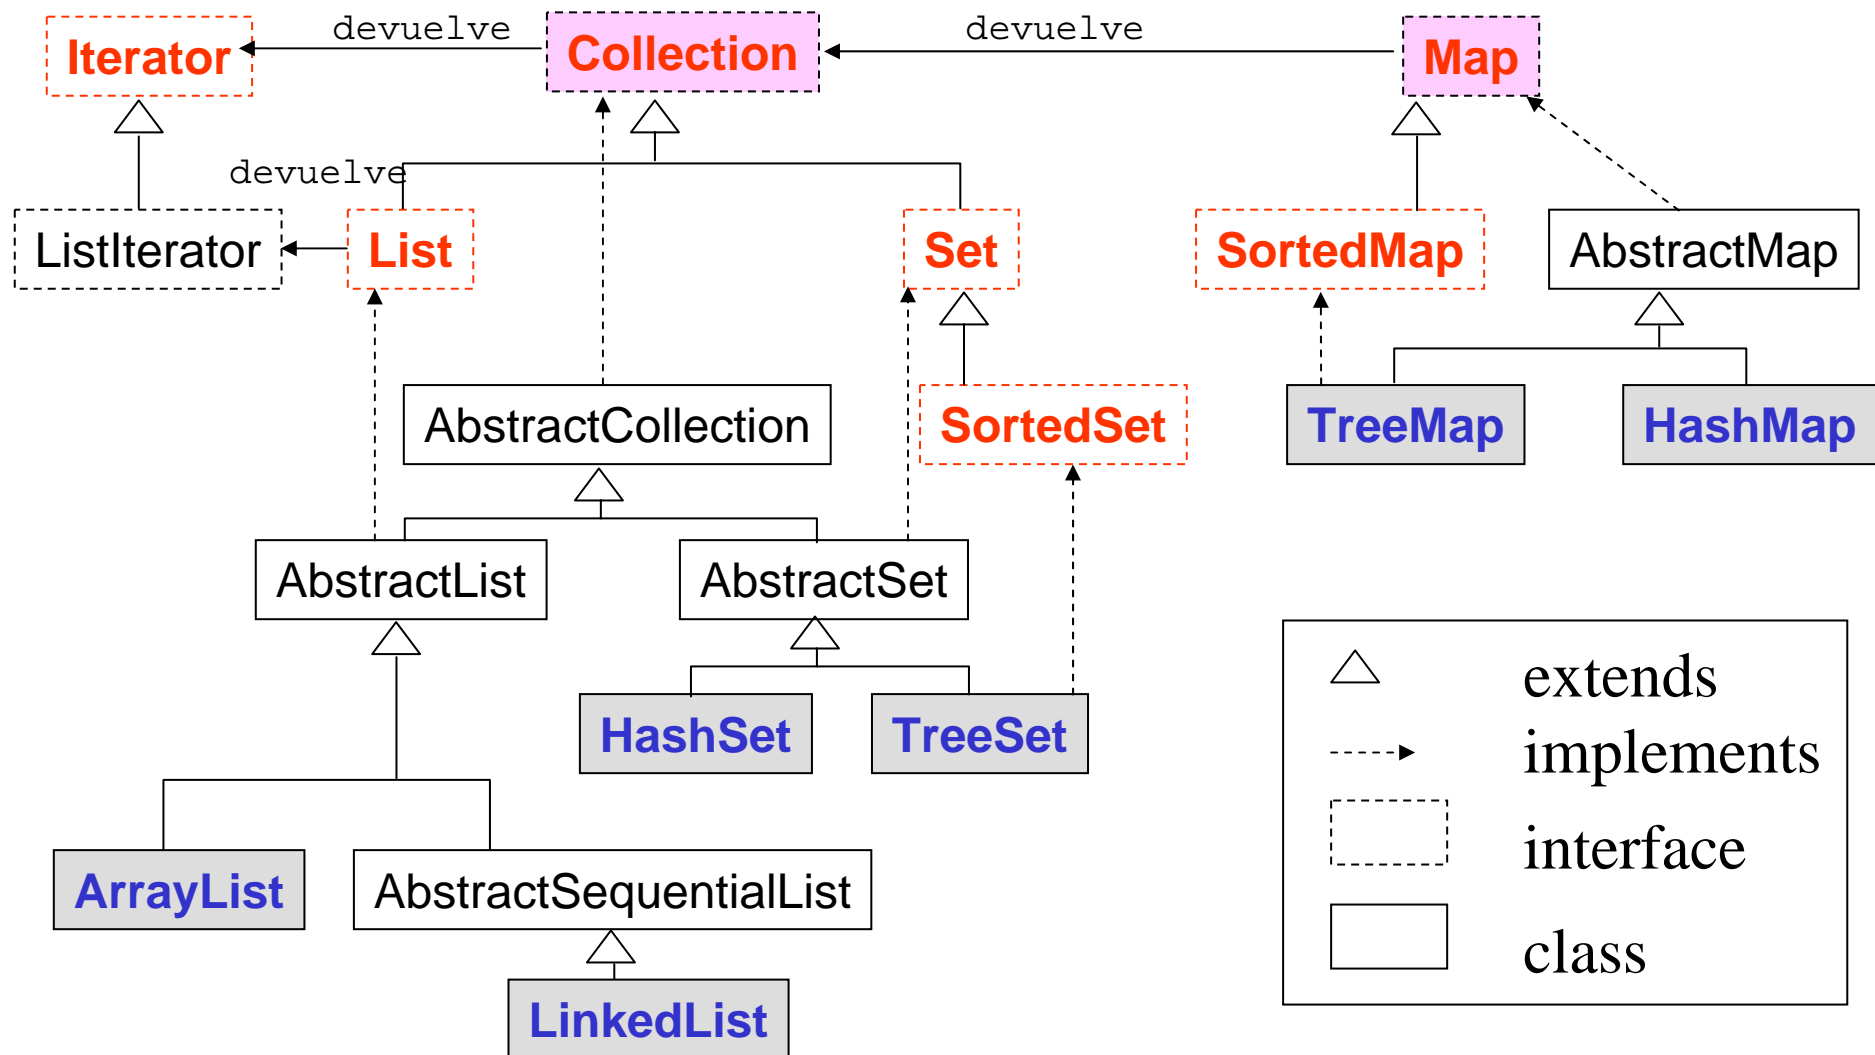 Iterator
devuelve
Collection
devuelve
Map
devuelve
ListIterator
List
Set
SortedMap
AbstractMap
AbstractCollection
SortedSet
TreeMap
HashMap
AbstractList
AbstractSet
HashSet
TreeSet
ArrayList
AbstractSequentialList
LinkedList
extends
implements
interface
class